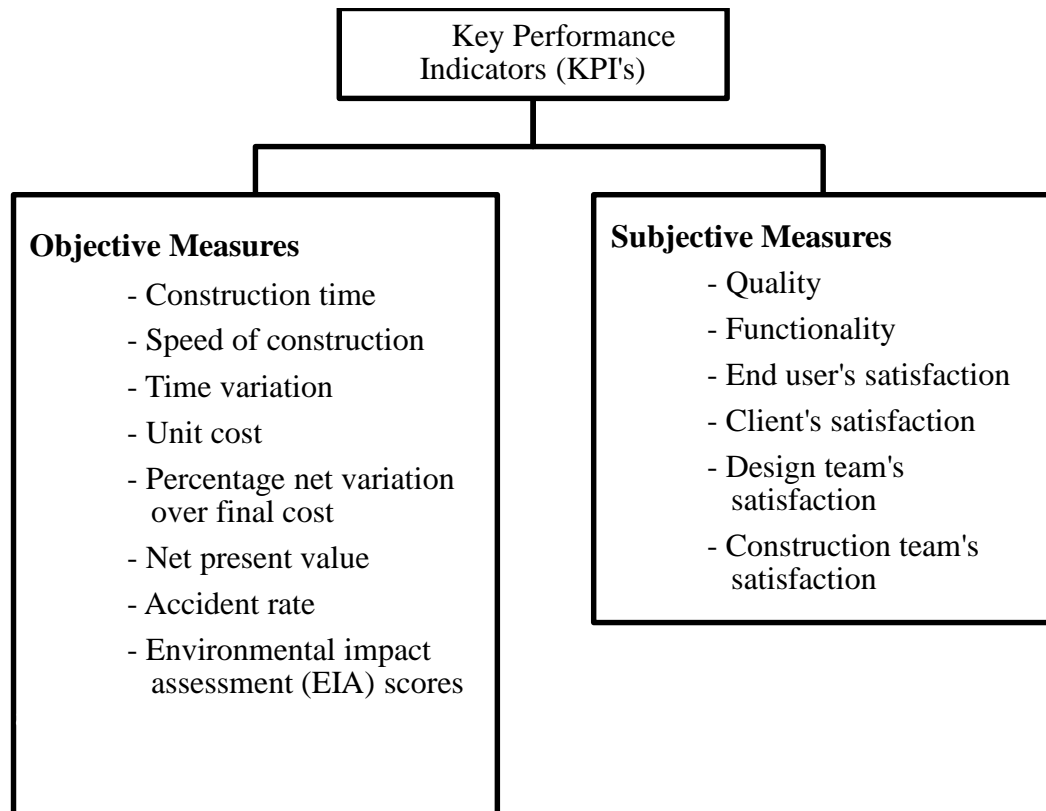 Key Performance
Indicators (KPI's)
Objective Measures
- Construction time
- Speed of construction
- Time variation
- Unit cost
- Percentage net variation
over final cost
- Net present value
- Accident rate
- Environmental impact
assessment (EIA) scores
Subjective Measures
- Quality
- Functionality
- End user's satisfaction
- Client's satisfaction
- Design team's
satisfaction
- Construction team's
satisfaction